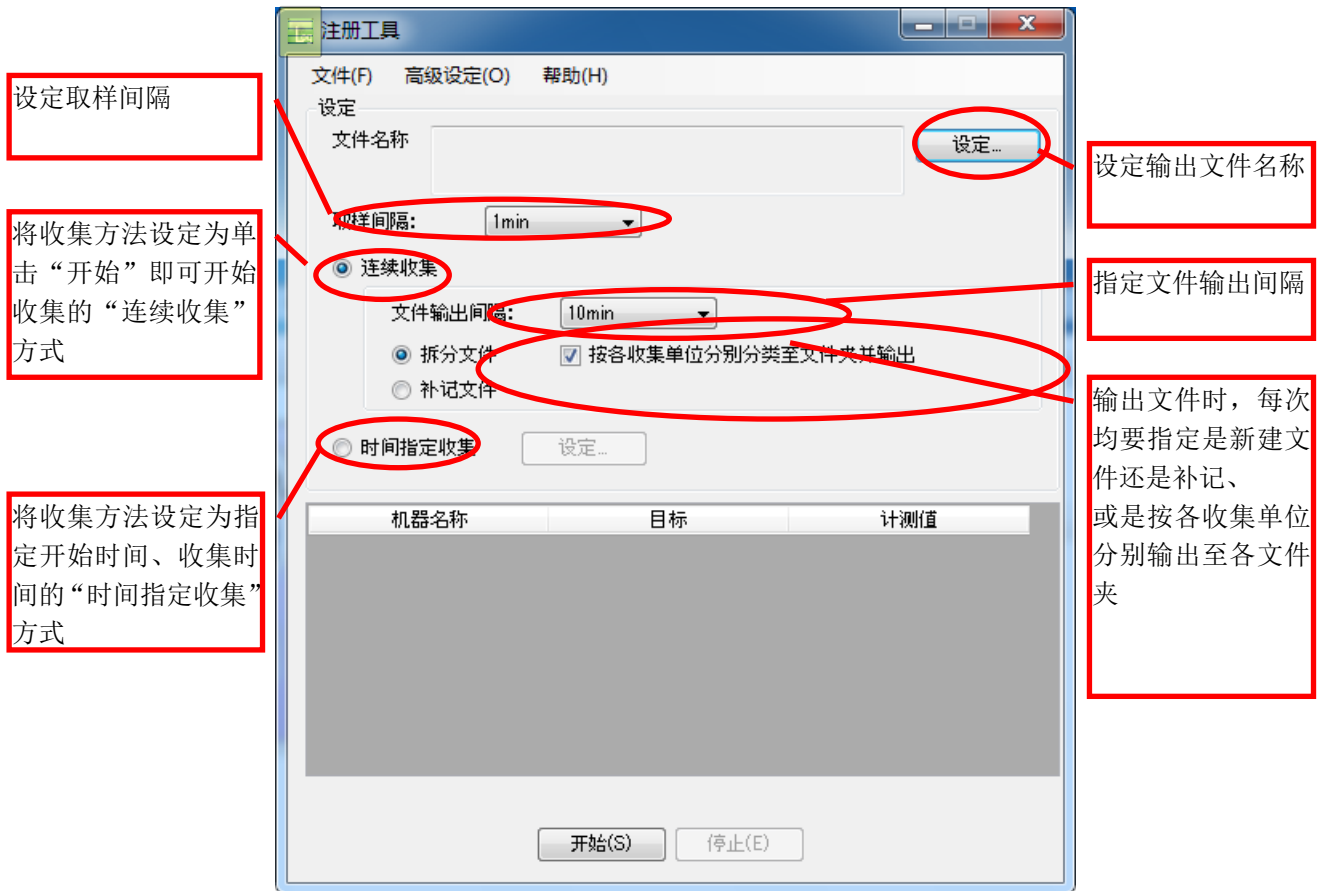 注册工具
文件(F) 高级设定(O) 帮助(H)
设定
文件名称
设定…
取样间隔:
1min
连续收集
文件输出间隔:
10min
拆分文件
按各收集单位分别分类至文件夹并输出
补记文件
时间指定收集
设定…
机器名称 目标 计测值
开始(S) 停止(E)
设定取样间隔
将收集方法设定为单
击“开始”即可开始
收集的“连续收集”
方式
将收集方法设定为指
定开始时间、收集时
间的“时间指定收集”
方式
设定输出文件名称
指定文件输出间隔
输出文件时，每次
均要指定是新建文
件还是补记、
或是按各收集单位
分别输出至各文件
夹